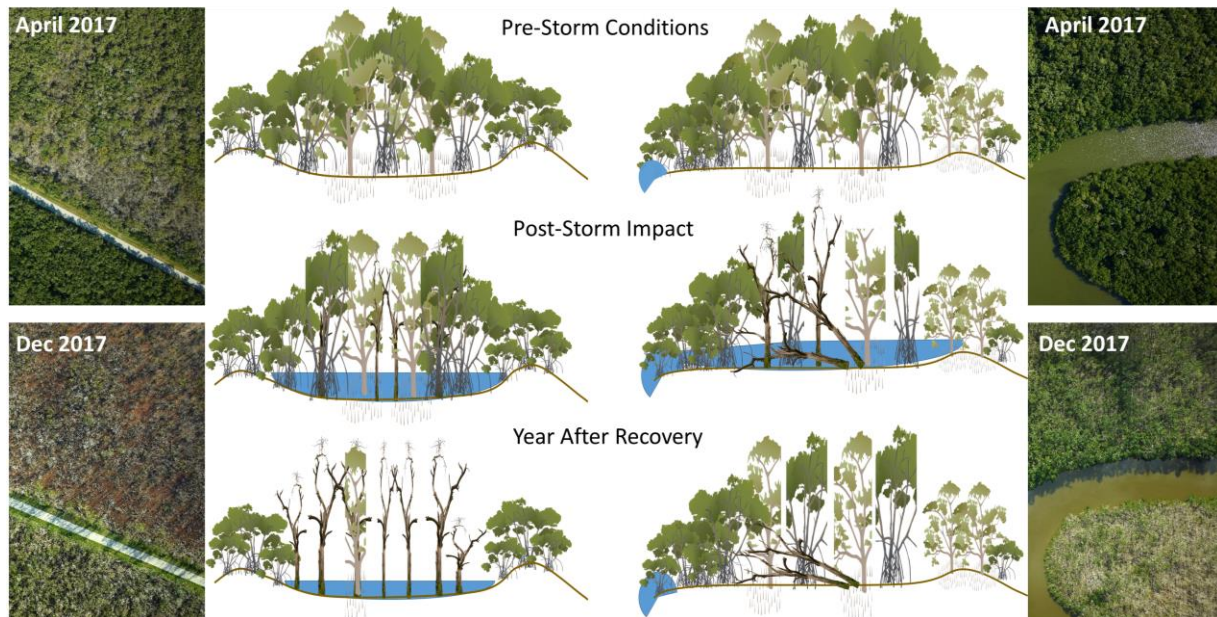 April 2017
Pre-Storm Conditions
April 2017
Post-Storm Impact
Dec 2017
Dec 2017
Year After Recovery